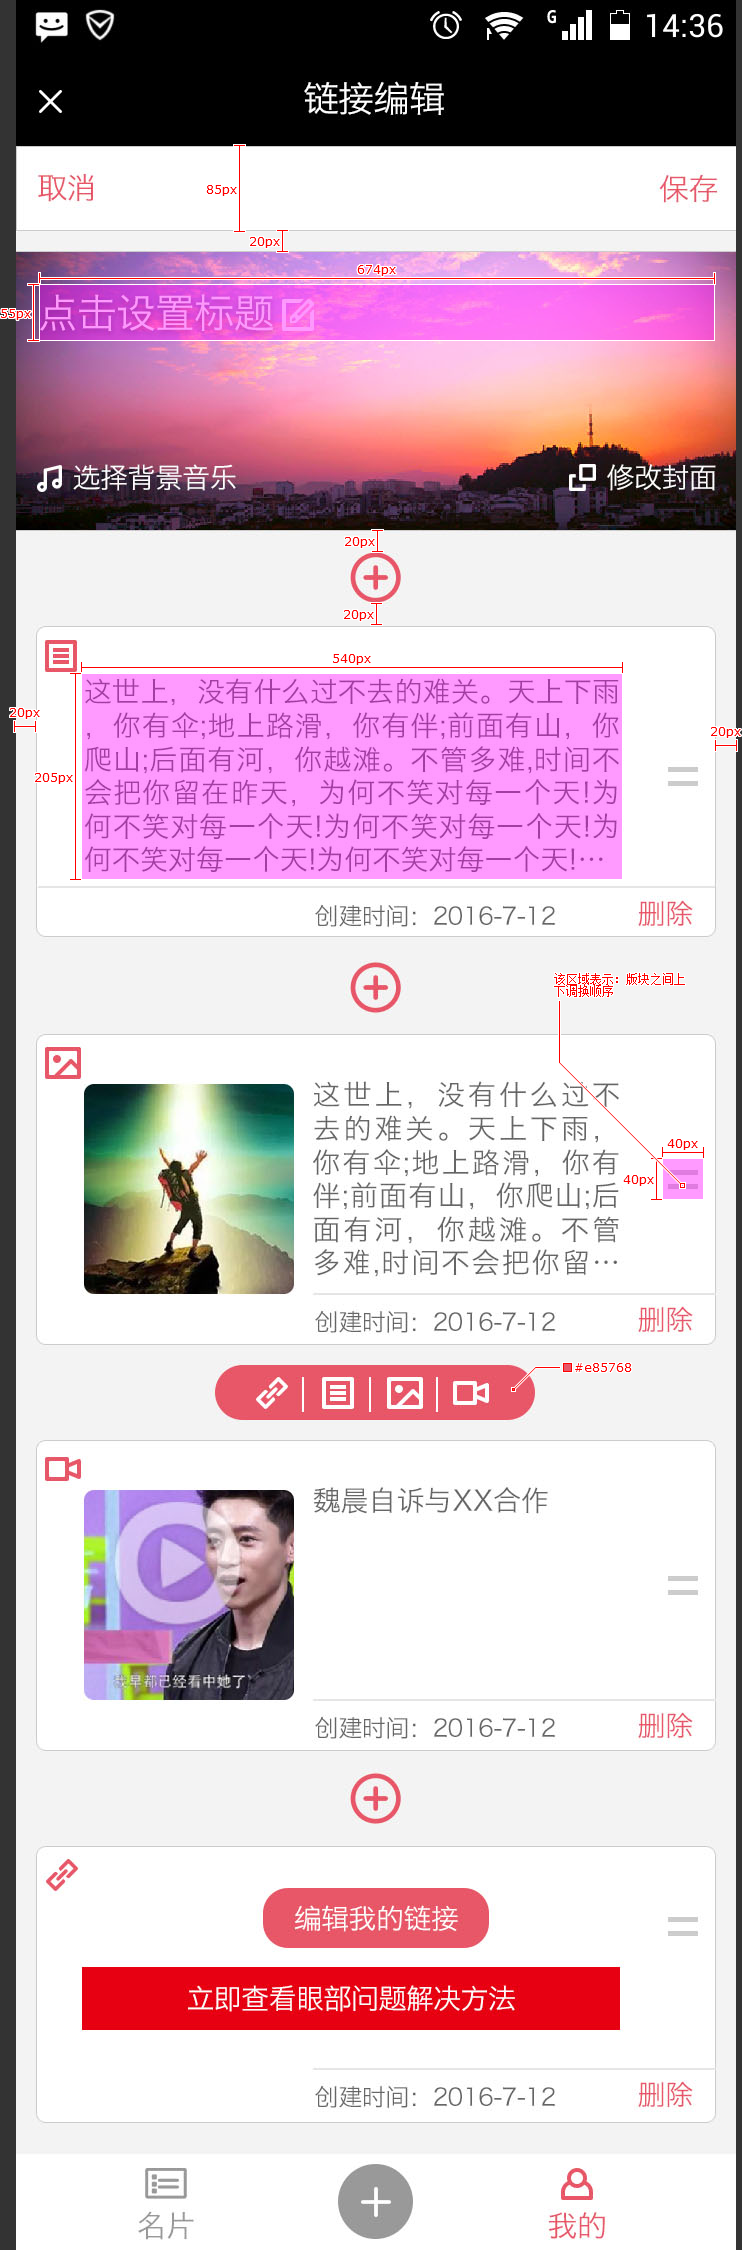 G 14:36
链接编辑
取消
85px
保存
20px
674px
55px
点击设置标题
选择背景音乐
修改封面
20px
20px
540px
20px
205px
20px
这世上，没有什么过不去的难关。天上下雨
，你有伞;地上路滑，你有伴;前面有山，你
爬山;后面有河，你越滩。不管多难,时间不
会把你留在昨天，为何不笑对每一个天!为
何不笑对每一个天!为何不笑对每一个天!为
何不笑对每一个天!为何不笑对每一个天!…
创建时间：2016-7-12
删除
该区域表示：版块之间上
下调换顺序
这世上，没有什么过不
去的难关。天上下雨，
你有伞;地上路滑，你有
伴;前面有山，你爬山;后
面有河，你越滩。不管
多难,时间不会把你留…
40px
40px
创建时间：2016-7-12
删除
#e85768
魏晨自诉与XX合作
我早都已经看中她了
创建时间：2016-7-12
删除
编辑我的链接
立即查看眼部问题解决方法
创建时间：2016-7-12
删除
名片
我的